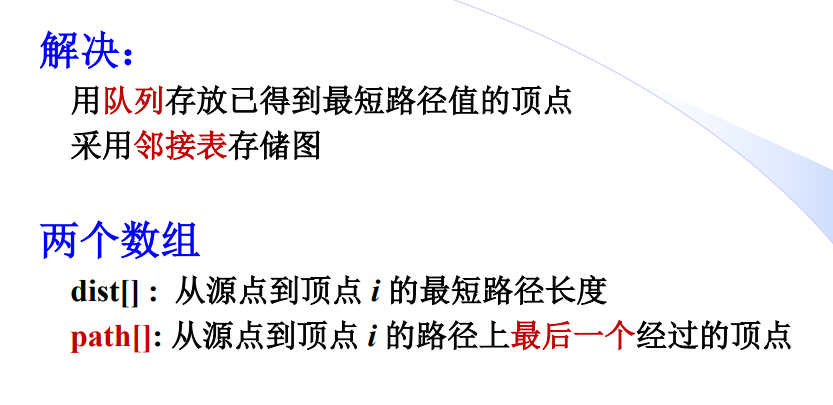 解决：
用队列存放已得到最短路径值的顶点
采用邻接表存储图
两个数组
dist[] : 从源点到顶点 i 的最短路径长度
path[]: 从源点到顶点 i 的路径上最后一个经过的顶点